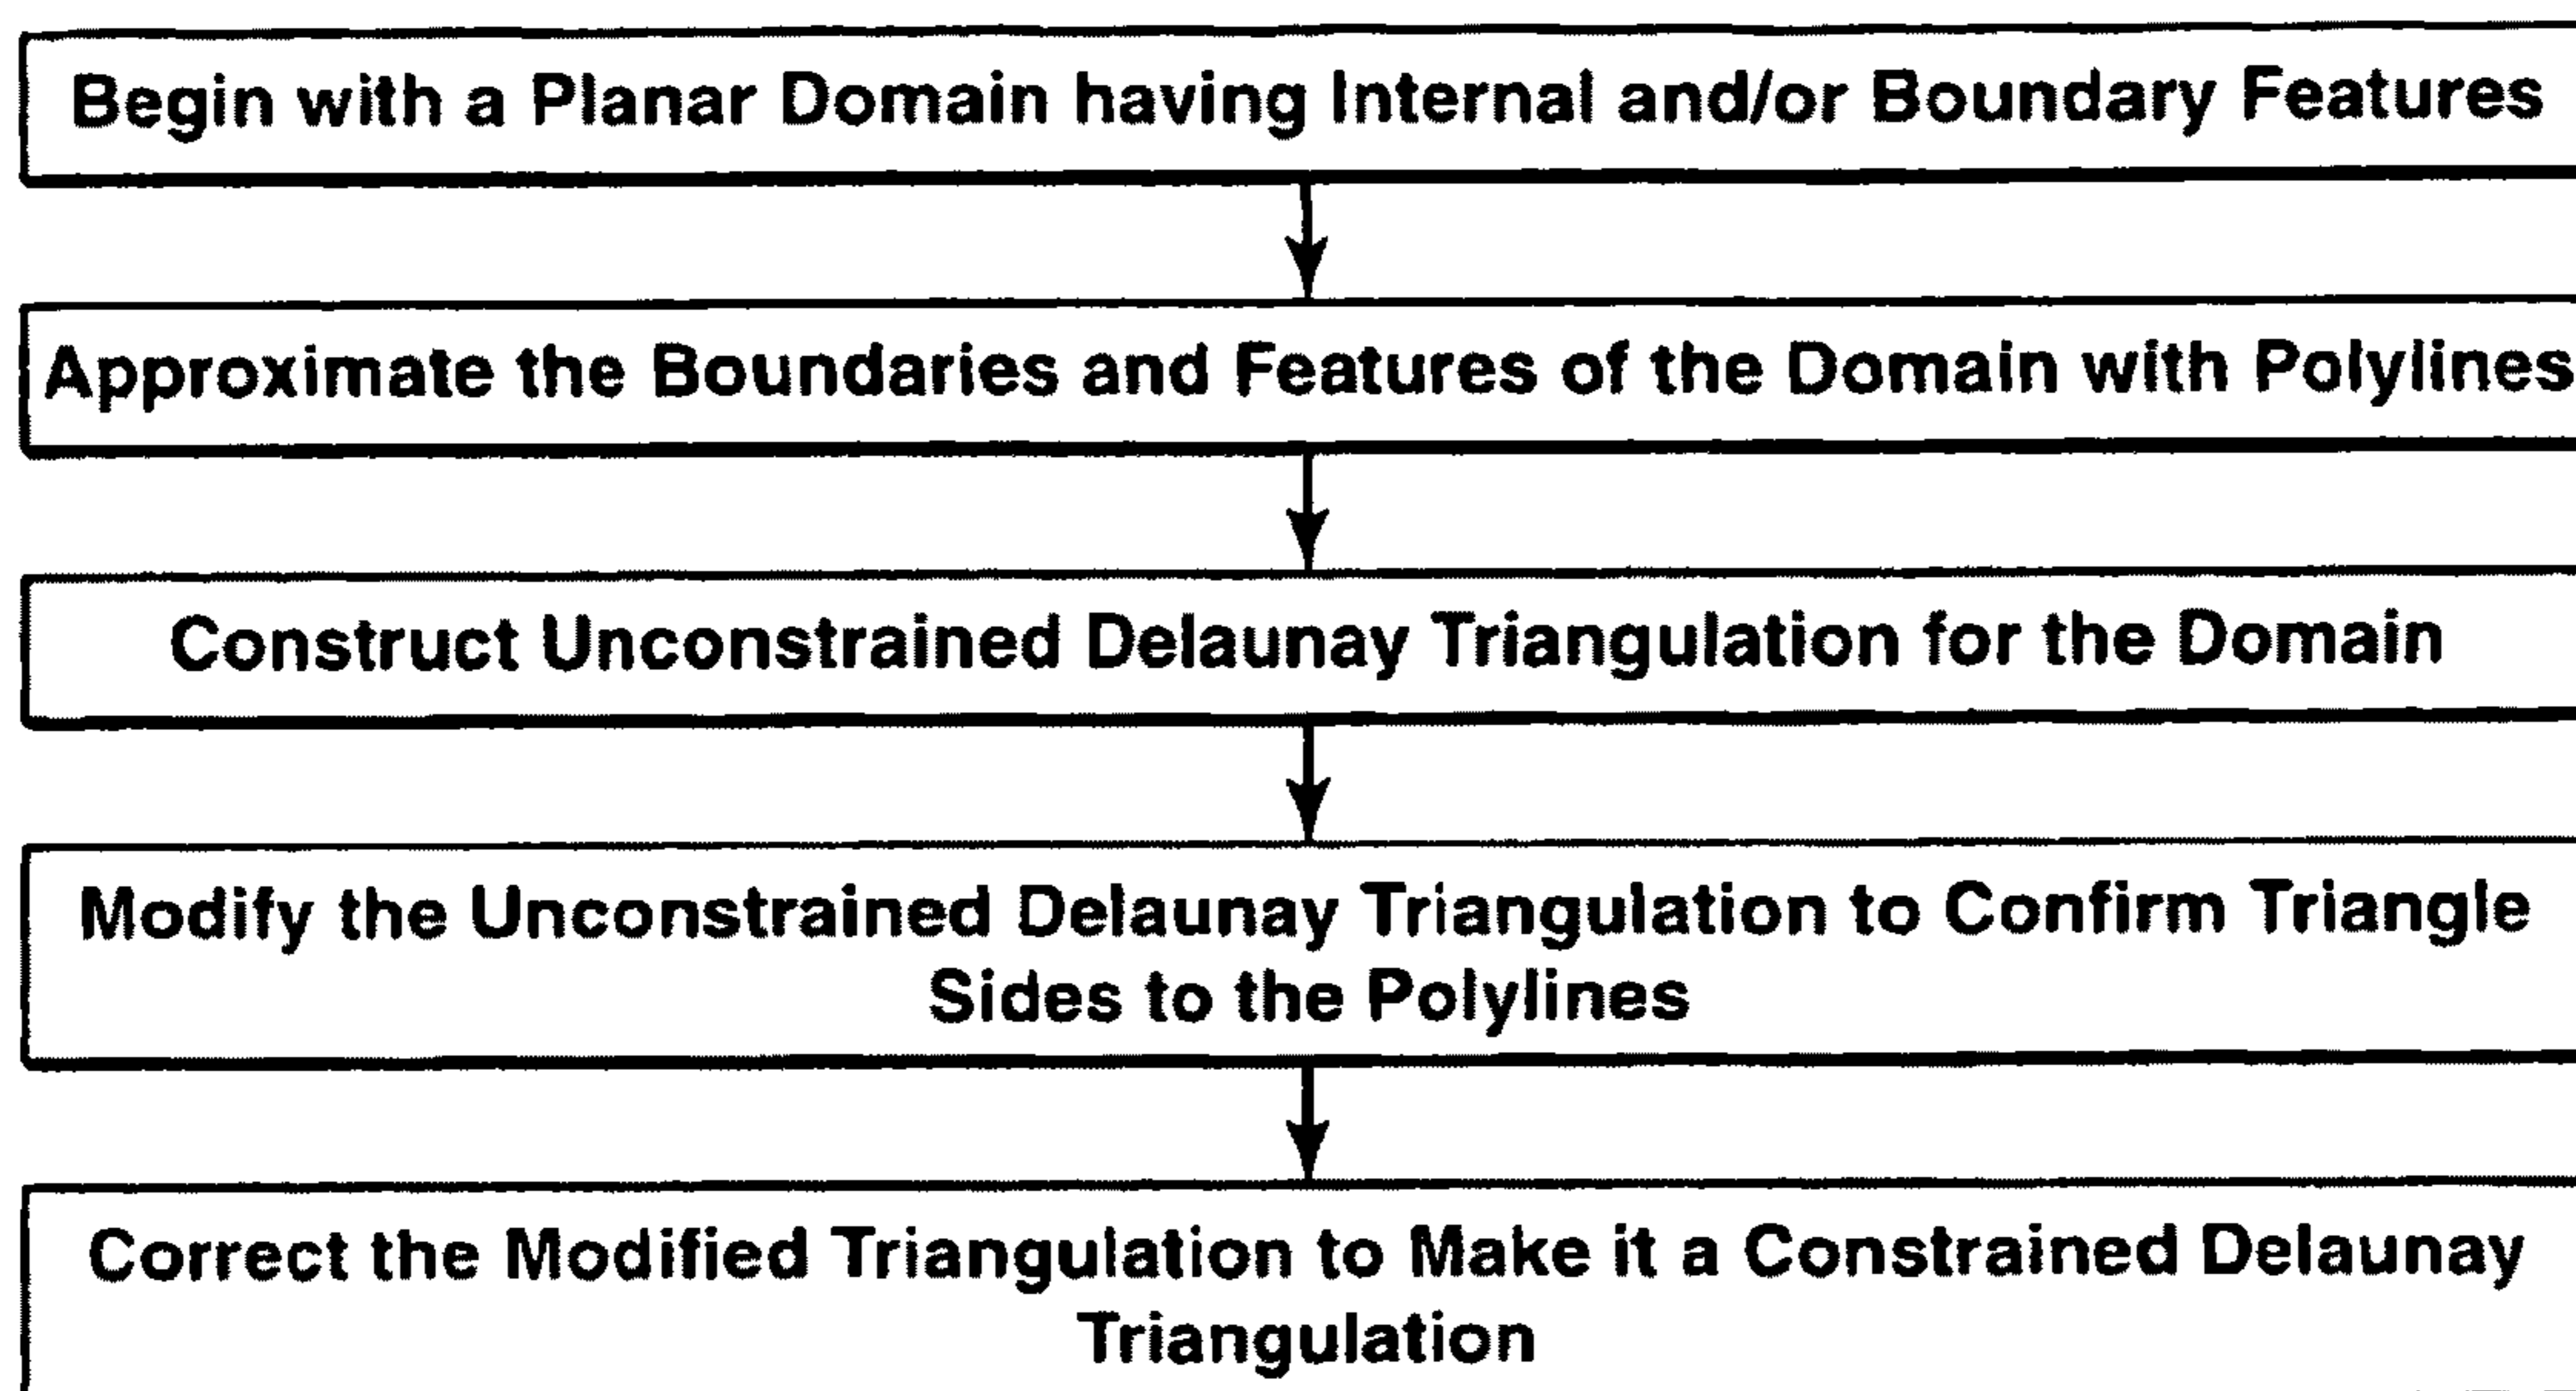 Begin with a Planar Domain having Internal and/or Boundary Features
Approximate the Boundaries and Features of the Domain with Polylines
Construct Unconstrained Delaunay Triangulation for the Domain
Modify the Unconstrained Delaunay Triangulation to Confirm Triangle
Sides to the Polylines
Correct the Modified Triangulation to Make it a Constrained Delaunay
Triangulation